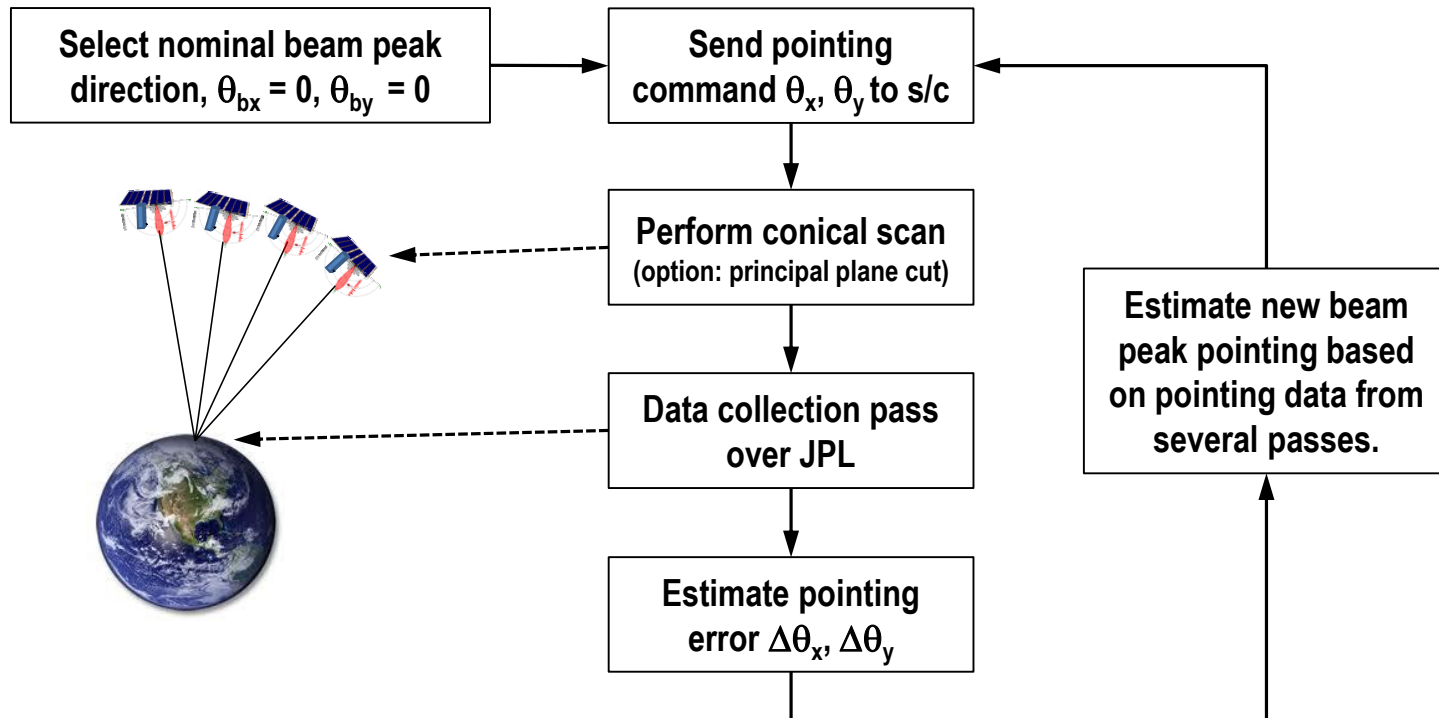 Select nominal beam peak
direction, θbx = 0, θby = 0
Send pointing
command θx, θy to s/c
Perform conical scan
(option: principal plane cut)
Data collection pass
over JPL
Estimate pointing
error Δθx, Δθy
Estimate new beam
peak pointing based
on pointing data from
several passes.